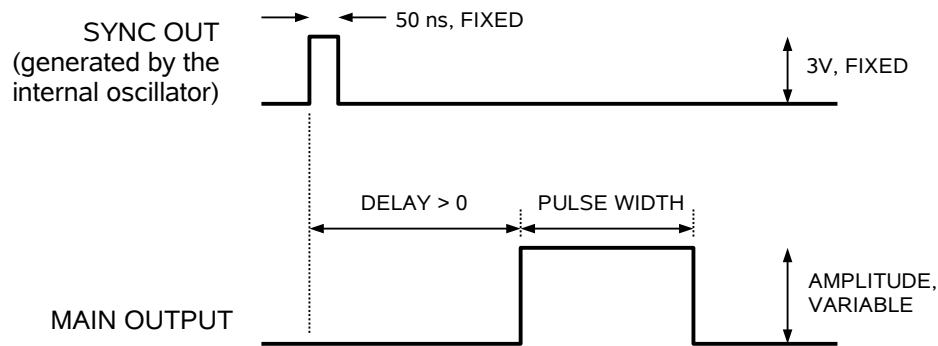 50 ns, FIXED
SYNC OUT
(generated by the
internal oscillator)
3V, FIXED
DELAY > 0
PULSE WIDTH
AMPLITUDE,
VARIABLE
MAIN OUTPUT